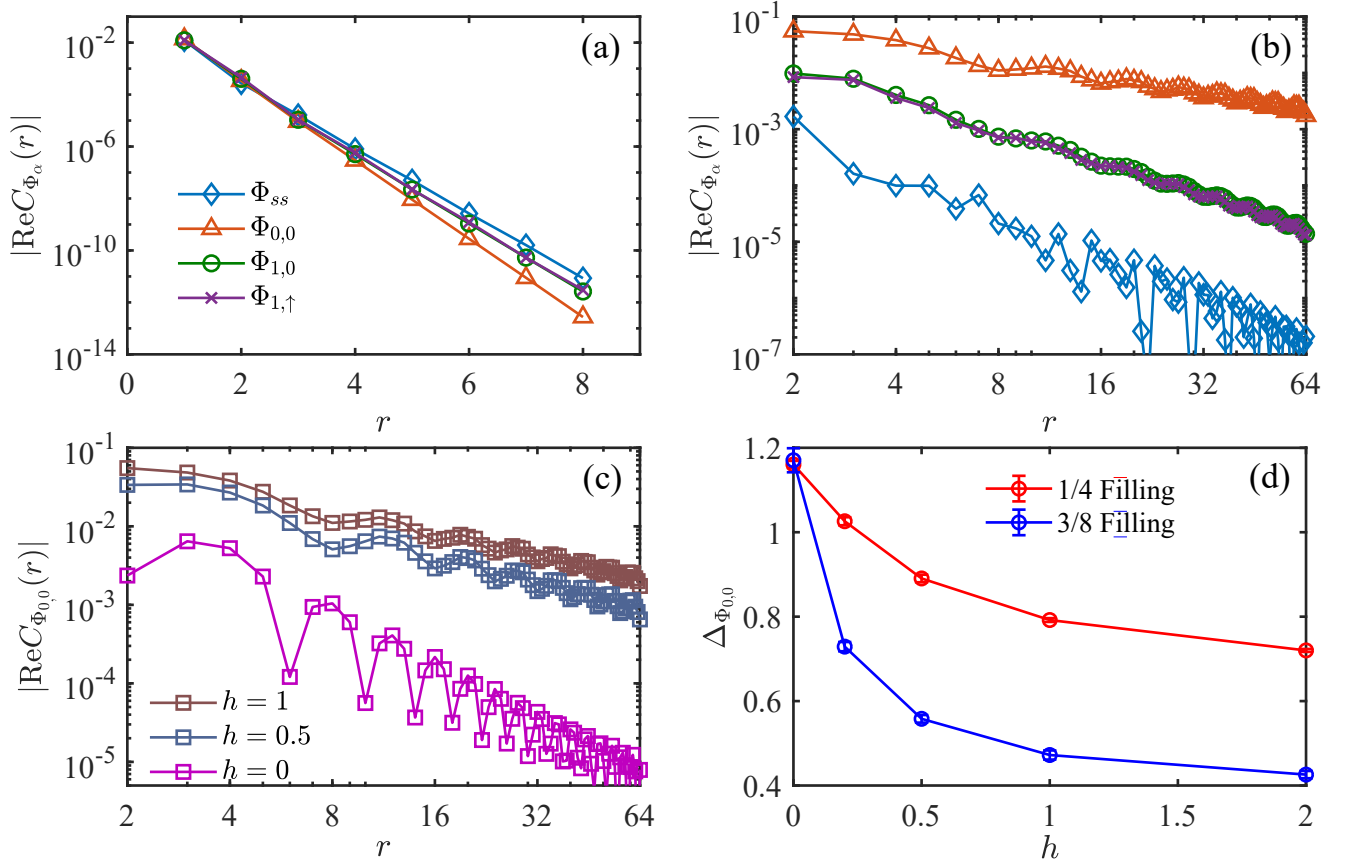 (a)
|ReC_{Φ_α}(r)|
10^{-2}
10^{-6}
10^{-10}
10^{-14}
Φ_{ss}
Φ_{0,0}
Φ_{1,0}
Φ_{1,↑}
0 2 4 6 8
r
(b)
|ReC_{Φ_α}(r)|
10^{-1}
10^{-3}
10^{-5}
10^{-7}
2 4 8 16 32 64
r
(c)
|ReC_{Φ_{0,0}}(r)|
10^{-1}
10^{-2}
10^{-3}
10^{-4}
10^{-5}
h = 1
h = 0.5
h = 0
2 4 8 16 32 64
r
(d)
Δ_{Φ_{0,0}}
1.2
1
0.8
0.6
0.4
1/4 Filling
3/8 Filling
0 0.5 1 1.5 2
h